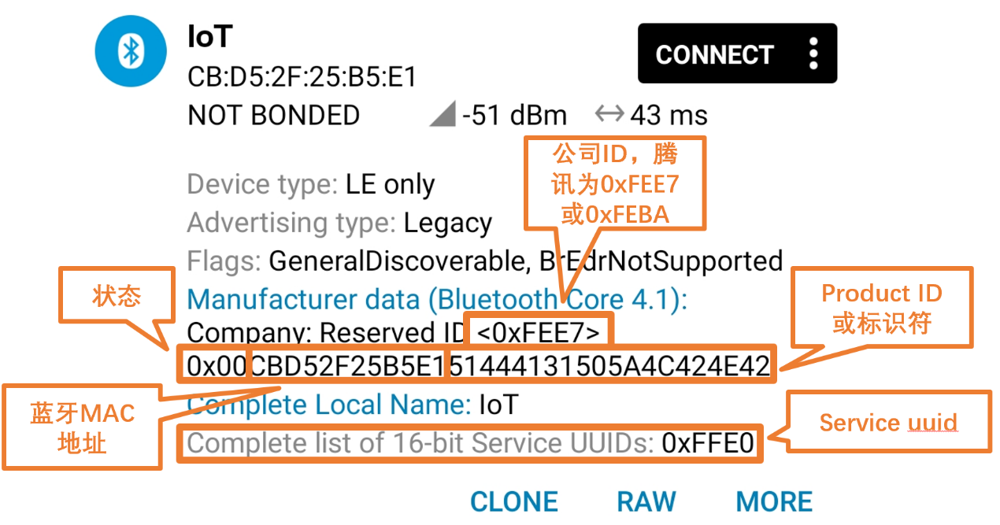 IoT
CB:D5:2F:25:B5:E1
CONNECT
NOT BONDED -51 dBm 43 ms
公司ID，腾
讯为0xFEE7
或0xFEBA
Device type: LE only
Advertising type: Legacy
Flags: GeneralDiscoverable, BrEdrNotSupported
状态
Manufacturer data (Bluetooth Core 4.1):
Product ID
或标识符
Company: Reserved ID <0xFEE7>
0x00CBD52F25B5E151444131505A4C424E42
蓝牙MAC
地址
Complete Local Name: IoT
Service uuid
Complete list of 16-bit Service UUIDs: 0xFFE0
CLONE RAW MORE